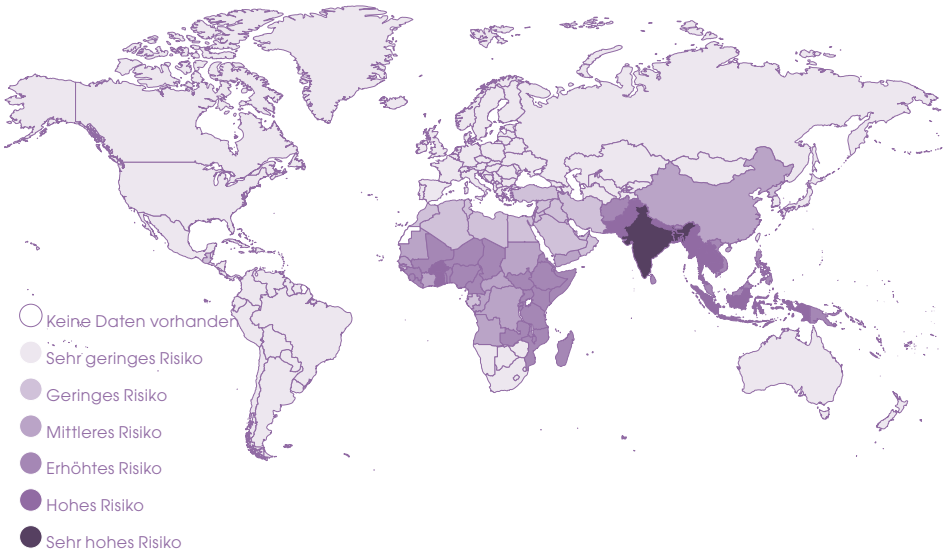 Keine Daten vorhanden
Sehr geringes Risiko
Geringes Risiko
Mittleres Risiko
Erhöhtes Risiko
Hohes Risiko
Sehr hohes Risiko